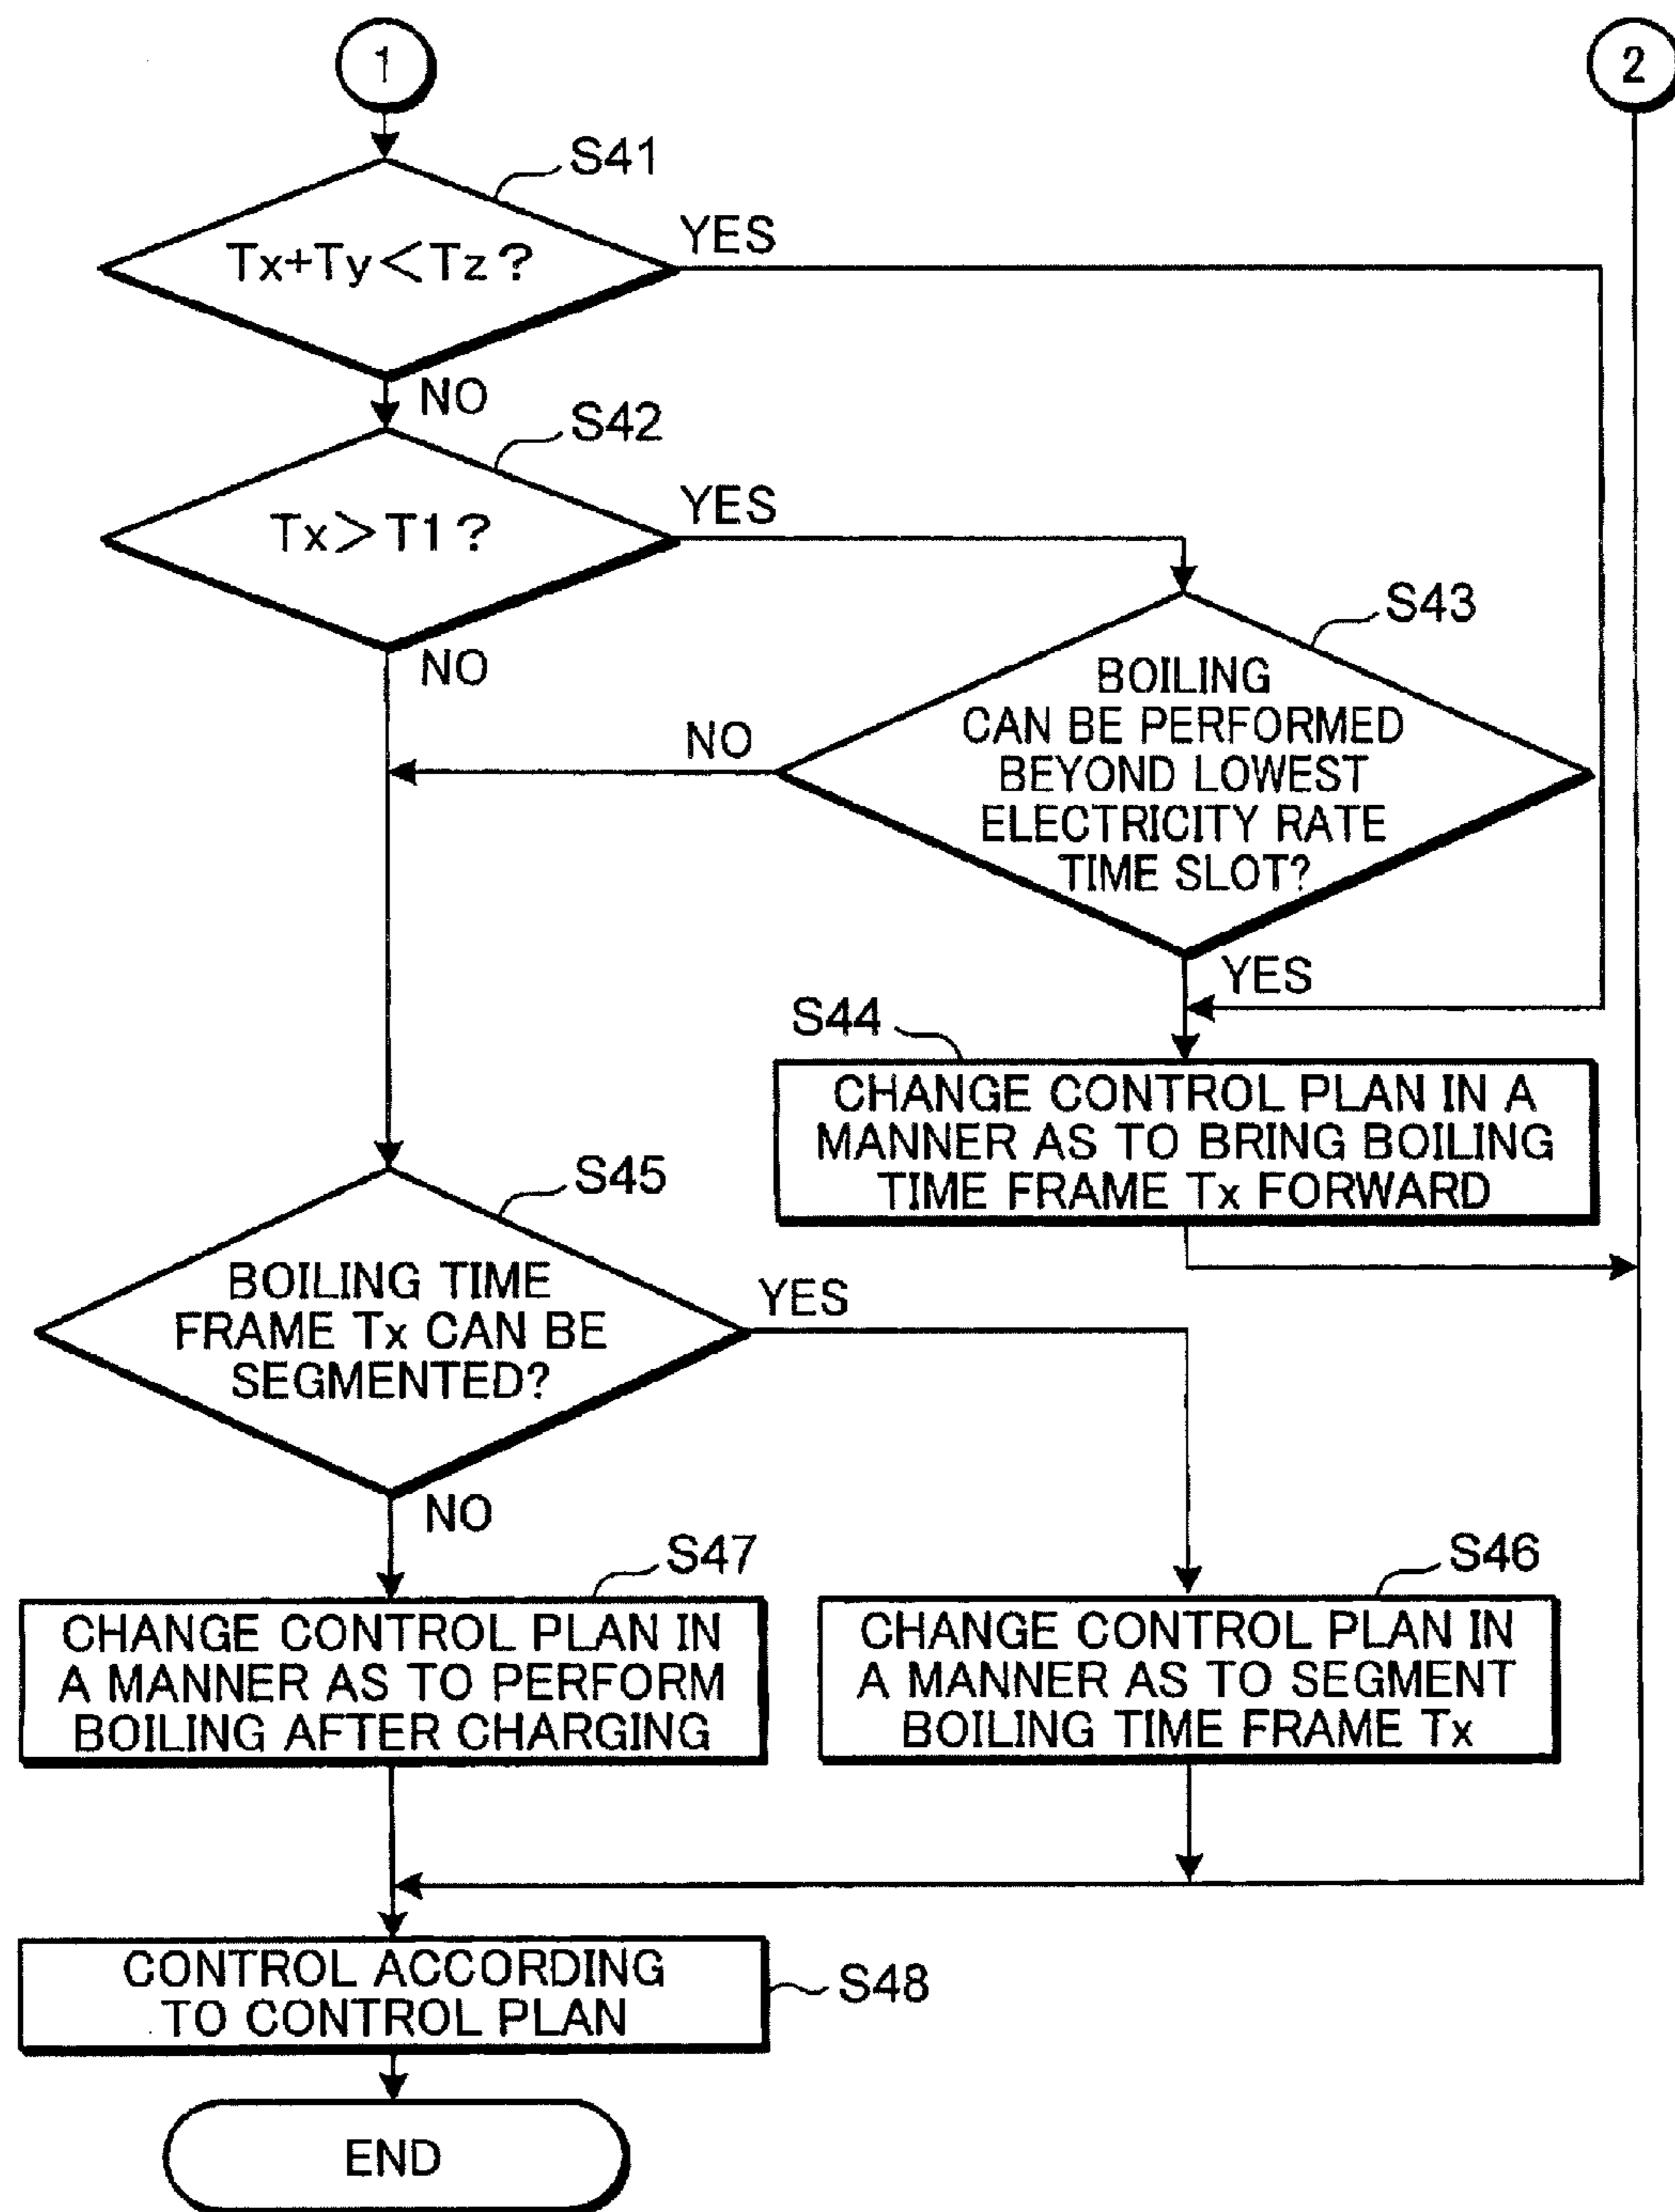 1
2
S41
Tx+Ty<Tz?
YES
NO
S42
Tx>T1?
YES
NO
S43
BOILING
CAN BE PERFORMED
BEYOND LOWEST
ELECTRICITY RATE
TIME SLOT?
NO
YES
S44
CHANGE CONTROL PLAN IN A
MANNER AS TO BRING BOILING
TIME FRAME Tx FORWARD
S45
BOILING TIME
FRAME Tx CAN BE
SEGMENTED?
YES
NO
S47
CHANGE CONTROL PLAN IN
A MANNER AS TO PERFORM
BOILING AFTER CHARGING
S46
CHANGE CONTROL PLAN IN
A MANNER AS TO SEGMENT
BOILING TIME FRAME Tx
CONTROL ACCORDING
TO CONTROL PLAN
S48
END